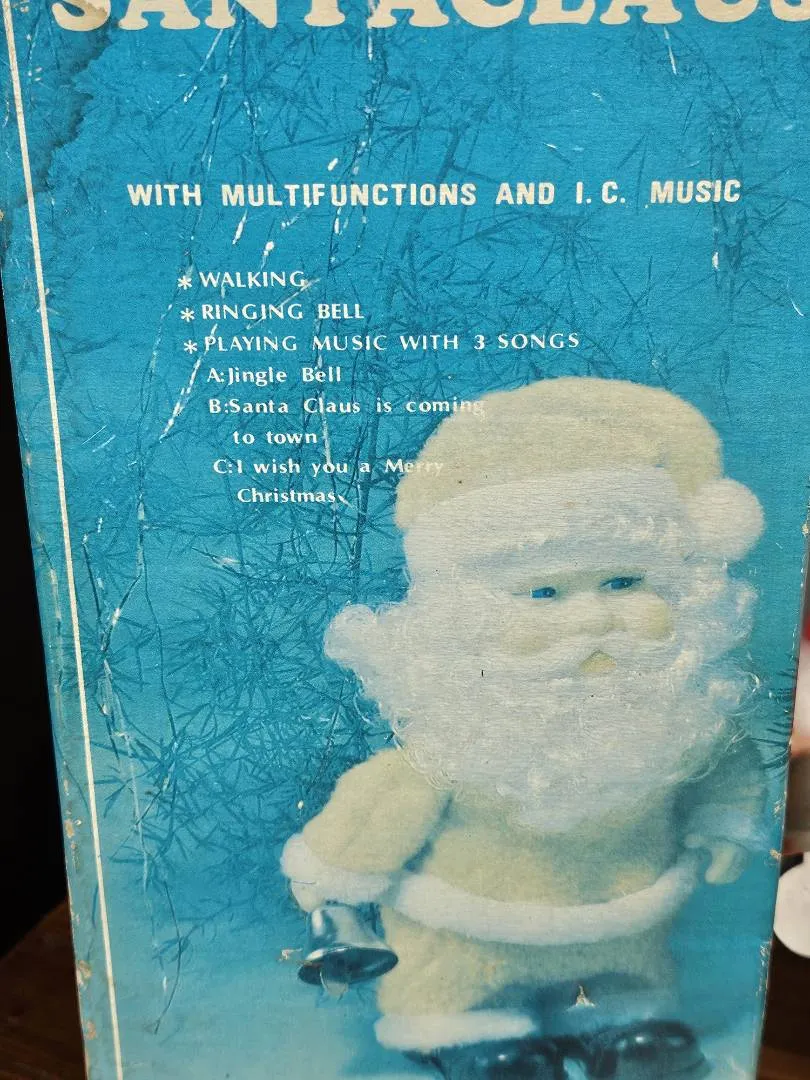 SANTACLAUS
WITH MULTIFUNCTIONS AND I.C. MUSIC
* WALKING
* RINGING BELL
* PLAYING MUSIC WITH 3 SONGS
A:Jingle Bell
B:Santa Claus is coming
to town
C:I wish you a Merry
Christmas